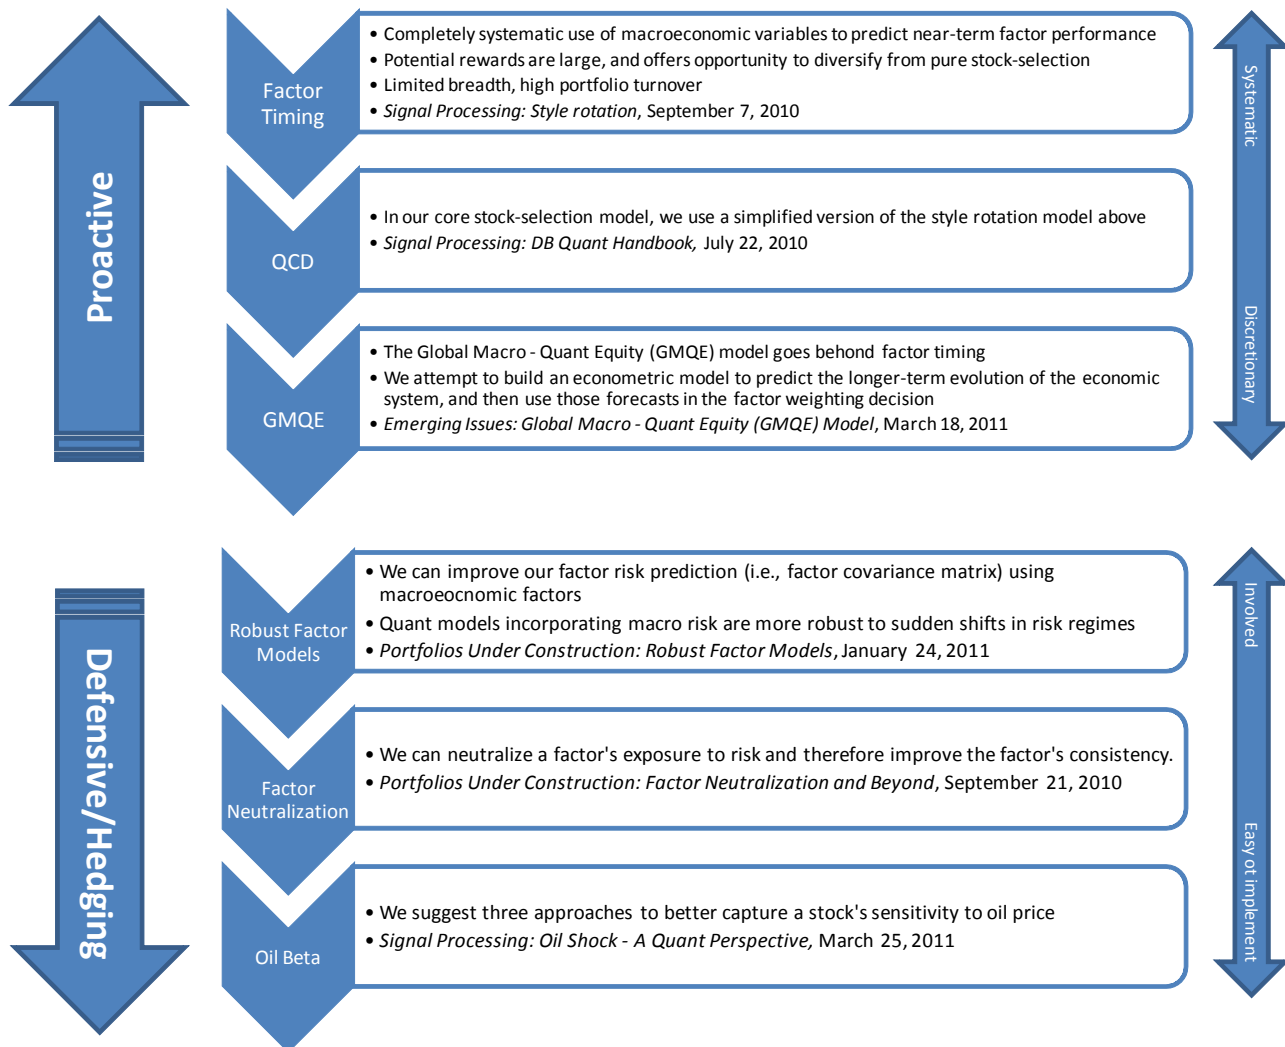 Proactive
Factor
Timing
• Completely systematic use of macroeconomic variables to predict near-term factor performance
• Potential rewards are large, and offers opportunity to diversify from pure stock-selection
• Limited breadth, high portfolio turnover
• Signal Processing: Style rotation, September 7, 2010
QCD
• In our core stock-selection model, we use a simplified version of the style rotation model above
• Signal Processing: DB Quant Handbook, July 22, 2010
GMQE
• The Global Macro - Quant Equity (GMQE) model goes behond factor timing
• We attempt to build an econometric model to predict the longer-term evolution of the economic
system, and then use those forecasts in the factor weighting decision
• Emerging Issues: Global Macro - Quant Equity (GMQE) Model, March 18, 2011
Systematic
Discretionary
Defensive/Hedging
Robust Factor
Models
• We can improve our factor risk prediction (i.e., factor covariance matrix) using
macroeocnomic factors
• Quant models incorporating macro risk are more robust to sudden shifts in risk regimes
• Portfolios Under Construction: Robust Factor Models, January 24, 2011
Factor
Neutralization
• We can neutralize a factor's exposure to risk and therefore improve the factor's consistency.
• Portfolios Under Construction: Factor Neutralization and Beyond, September 21, 2010
Oil Beta
• We suggest three approaches to better capture a stock's sensitivity to oil price
• Signal Processing: Oil Shock - A Quant Perspective, March 25, 2011
Involved
Easy ot implement